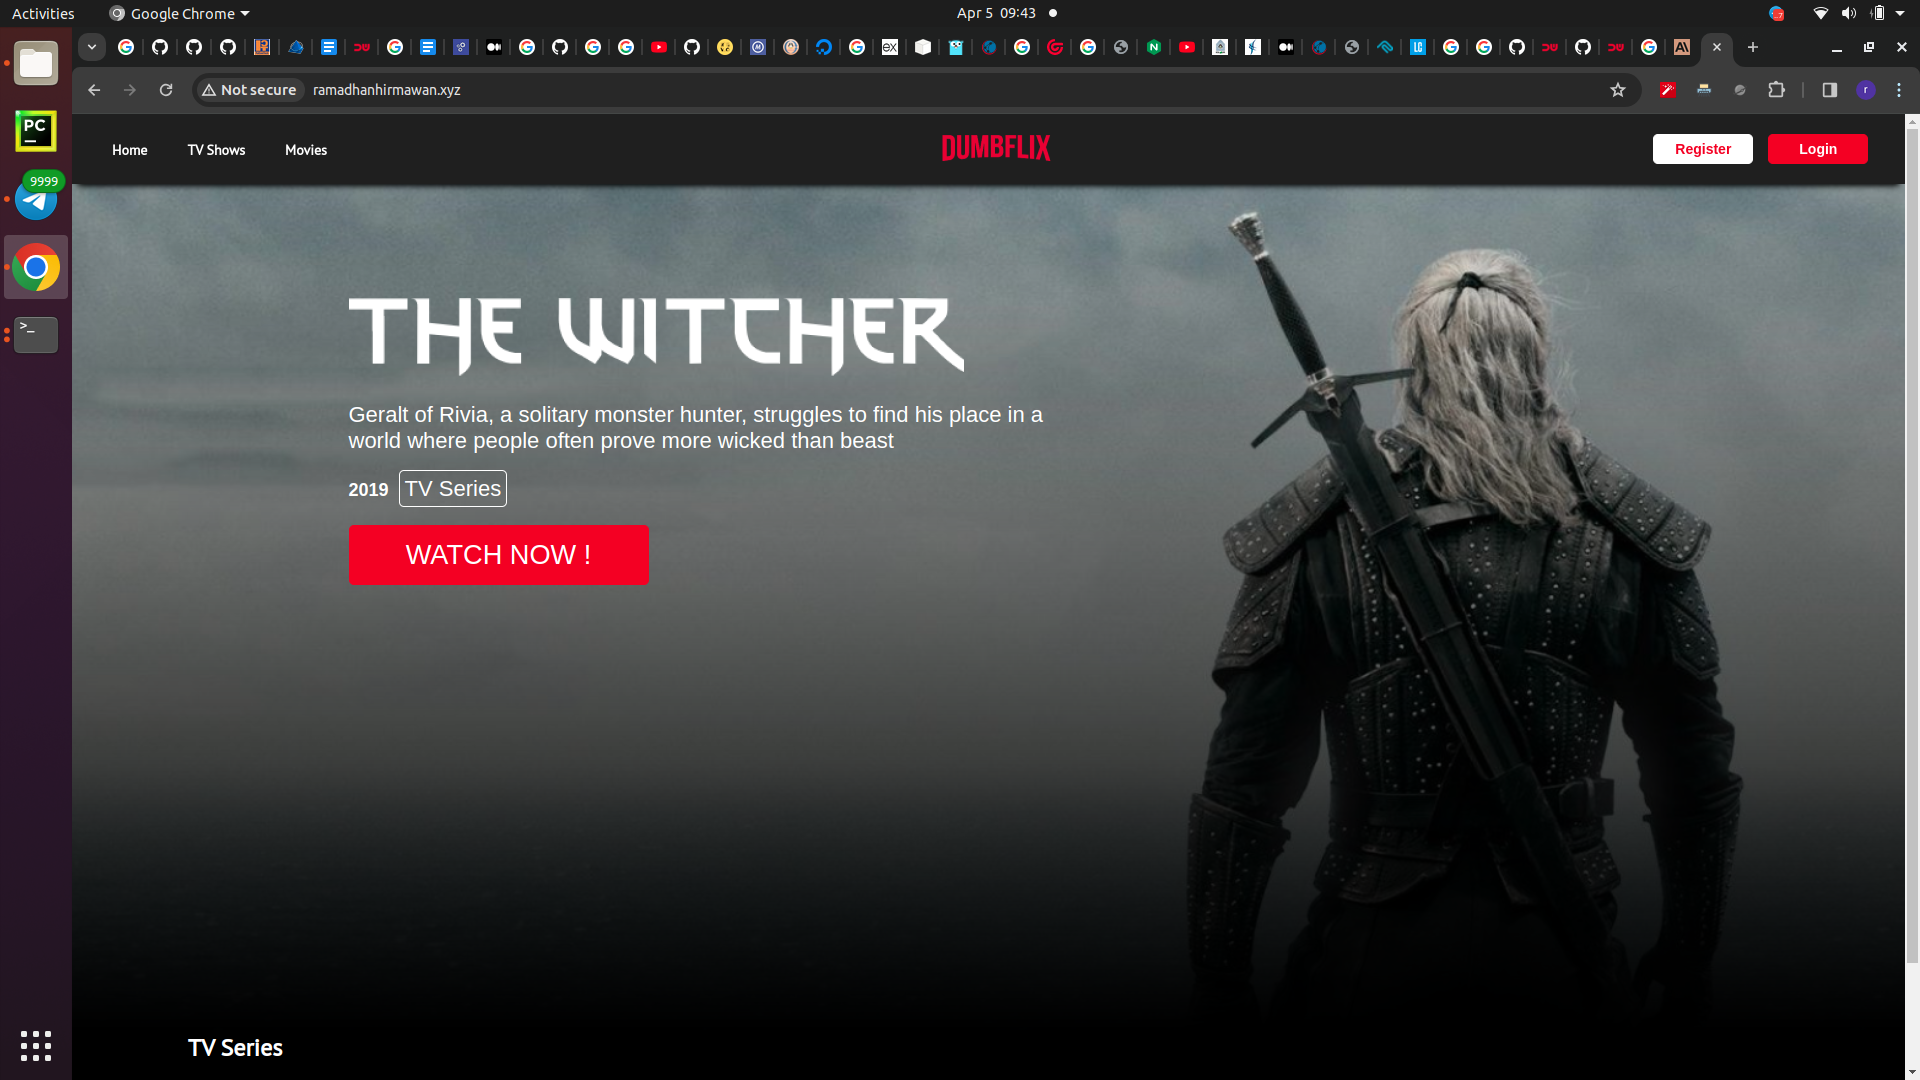 Activities
Google Chrome
Apr 5 09:43
Not secure
ramadhanhirmawan.xyz
r
PC
9999
>_
LC
Home
TV Shows
Movies
DUMBFLIX
Register
Login
THE WITCHER
Geralt of Rivia, a solitary monster hunter, struggles to find his place in a
world where people often prove more wicked than beast
2019
TV Series
WATCH NOW !
TV Series